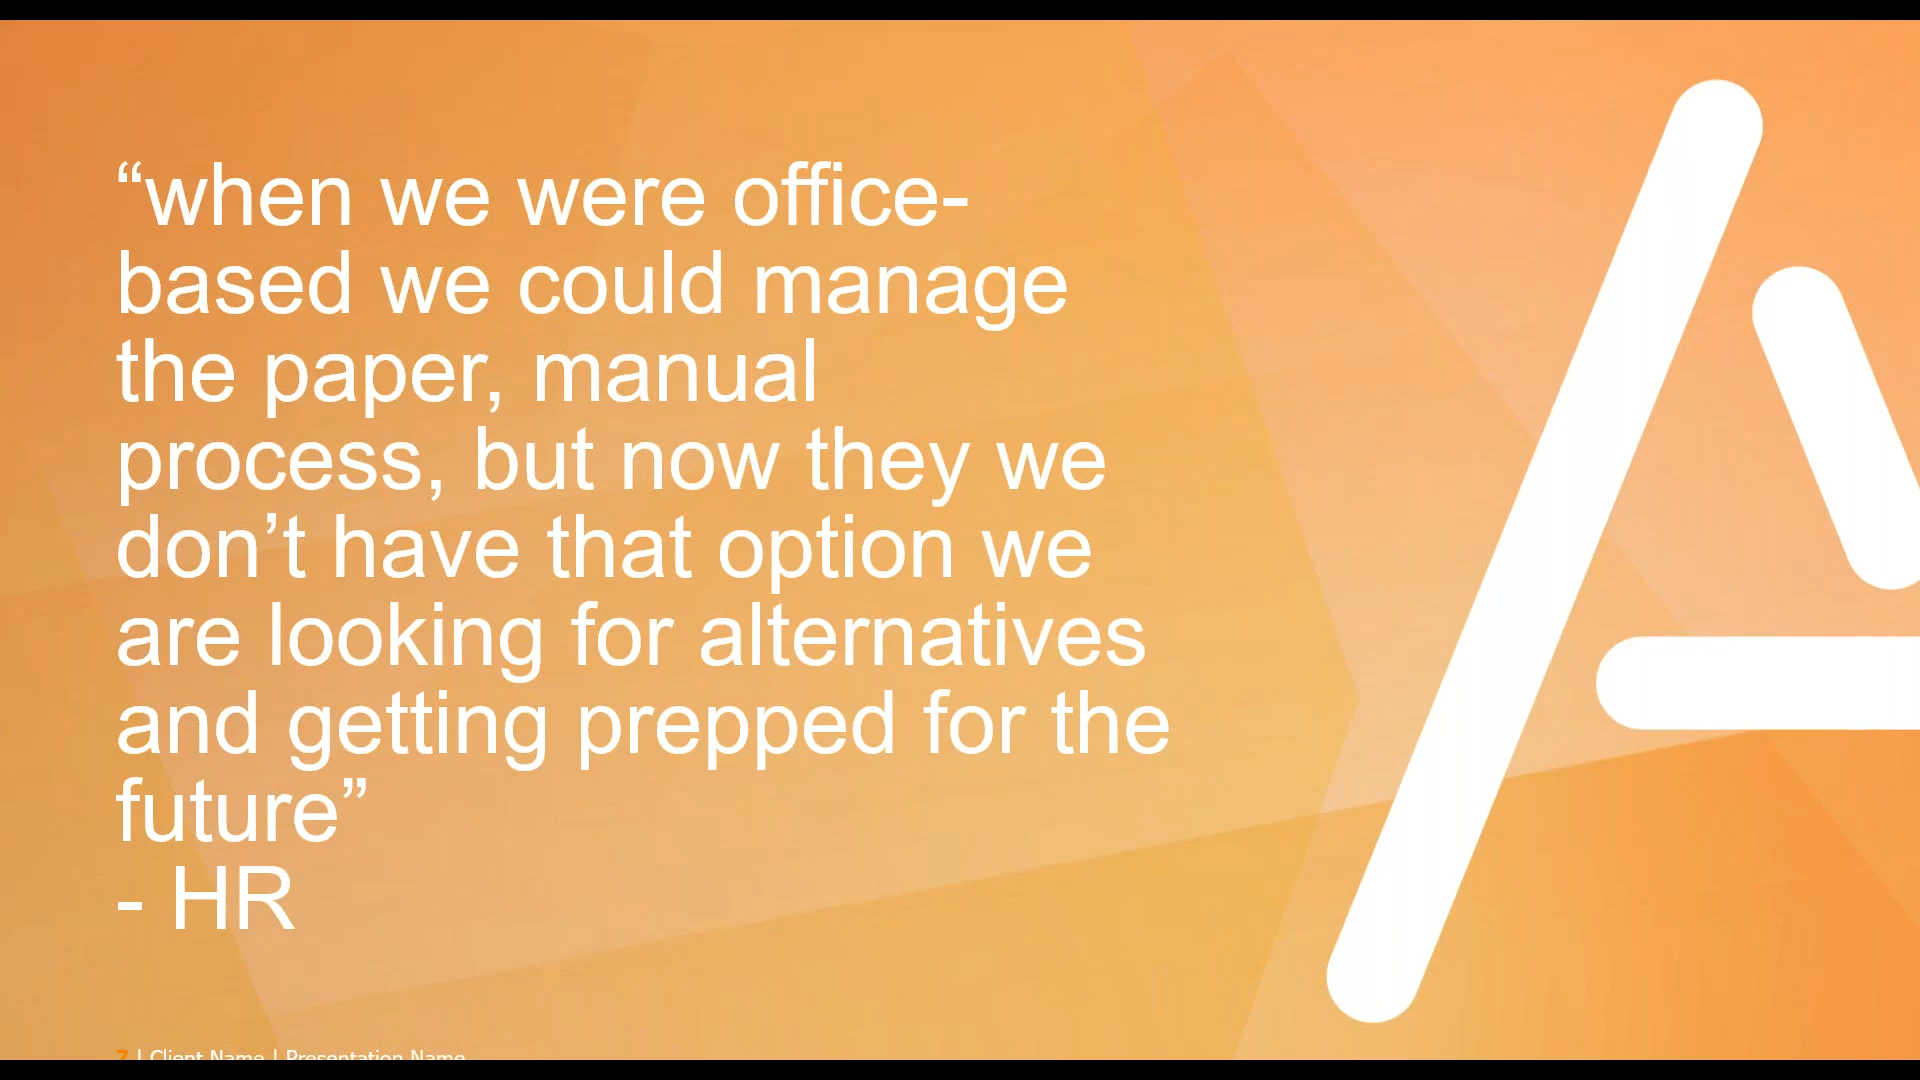 “when we were office-
based we could manage
the paper, manual
process, but now they we
don’t have that option we
are looking for alternatives
and getting prepped for the
future”
- HR
7 | Client Name | Presentation Name